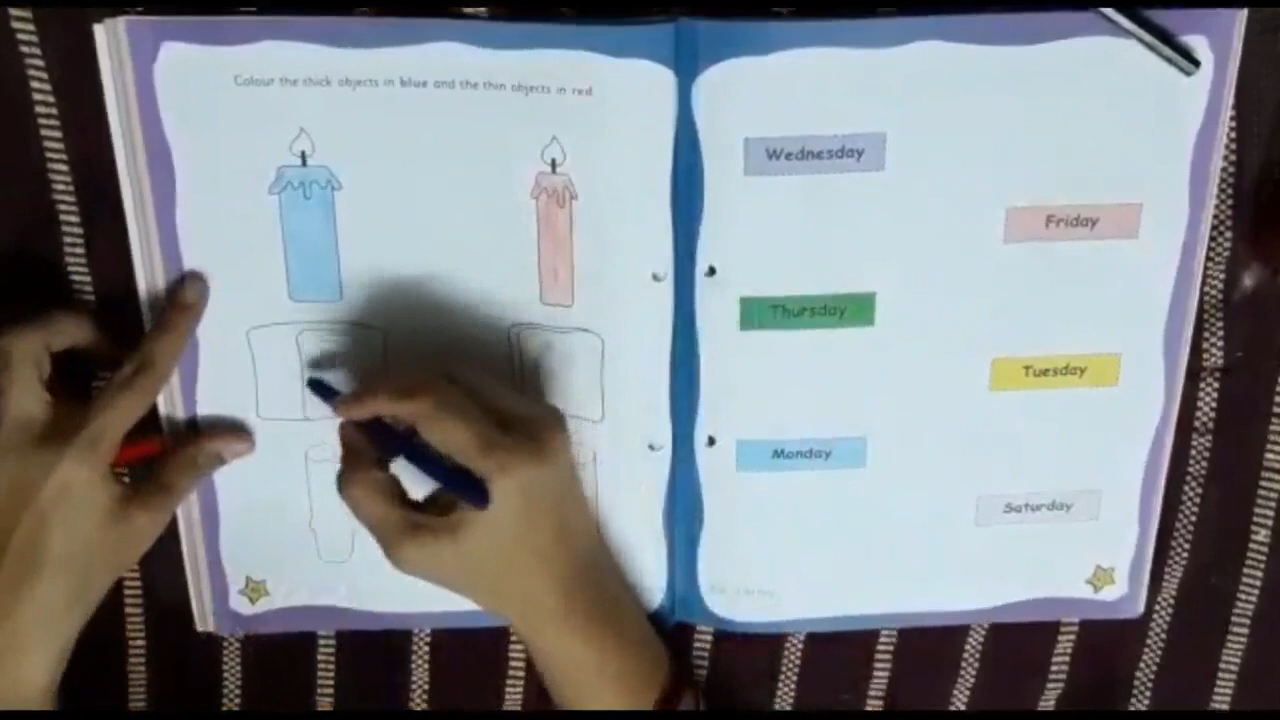 Colour the thick objects in blue and the thin objects in red
Wednesday
Friday
Thursday
Tuesday
Monday
Saturday